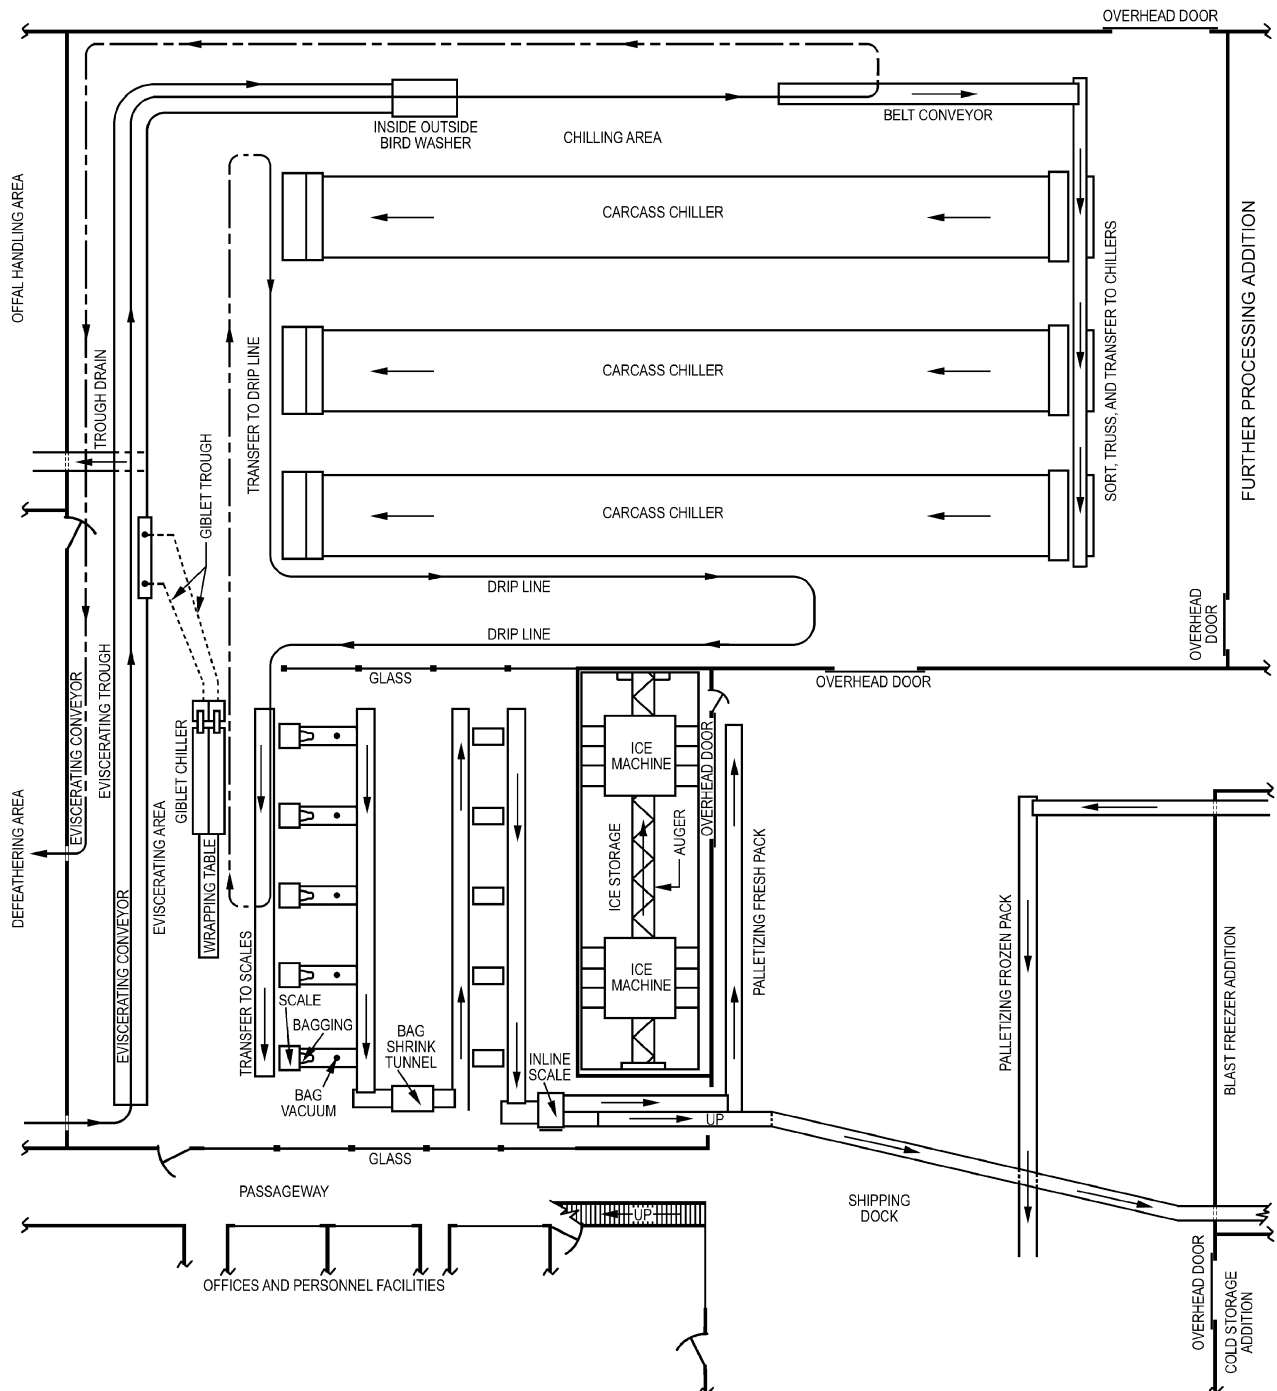 OVERHEAD DOOR
BELT CONVEYOR
INSIDE OUTSIDE
BIRD WASHER
CHILLING AREA
OFFAL HANDLING AREA
CARCASS CHILLER
CARCASS CHILLER
CARCASS CHILLER
SORT, TRUSS, AND TRANSFER TO CHILLERS
FURTHER PROCESSING ADDITION
TROUGH DRAIN
TRANSFER TO DRIP LINE
GIBLET TROUGH
DRIP LINE
DRIP LINE
OVERHEAD
DOOR
GLASS
OVERHEAD DOOR
EVISCERATING CONVEYOR
EVISCERATING TROUGH
GIBLET CHILLER
ICE
MACHINE
OVERHEAD DOOR
DEFEATHERING AREA
EVISCERATING AREA
WRAPPING TABLE
ICE STORAGE
AUGER
PALLETIZING FRESH PACK
PALLETIZING FROZEN PACK
BLAST FREEZER ADDITION
EVISCERATING CONVEYOR
TRANSFER TO SCALES
ICE
MACHINE
SCALE
BAGGING
BAG
SHRINK
TUNNEL
INLINE
SCALE
BAG
VACUUM
UP
GLASS
PASSAGEWAY
UP
SHIPPING
DOCK
OFFICES AND PERSONNEL FACILITIES
OVERHEAD DOOR
COLD STORAGE
ADDITION